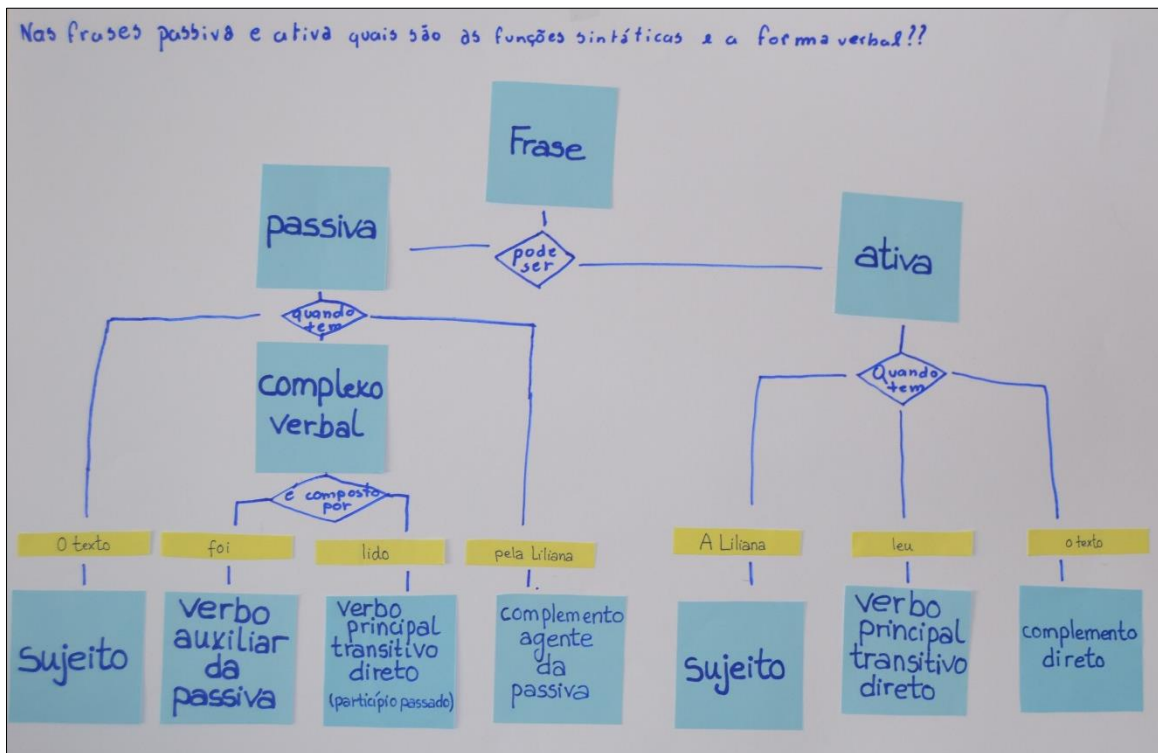 Nas frases passiva e ativa quais são as funções sintáticas e a forma verbal??
Frase
pode
ser
passiva
ativa
quando
tem
Quando
tem
complexo
verbal
é composto
por
O texto
foi
lido
pela Liliana
A Liliana
leu
o texto
sujeito
verbo
auxiliar
da
passiva
verbo
principal
transitivo
direto
(particípio passado)
complemento
agente
da
passiva
sujeito
verbo
principal
transitivo
direto
complemento
direto